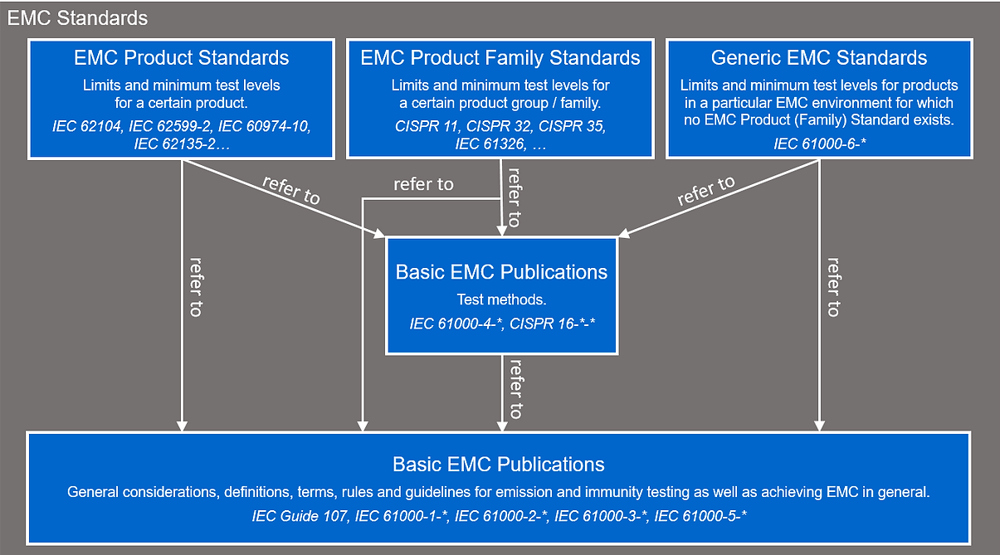 EMC Standards
EMC Product Standards
Limits and minimum test levels
for a certain product.
IEC 62104, IEC 62599-2, IEC 60974-10,
IEC 62135-2…
EMC Product Family Standards
Limits and minimum test levels for
a certain product group / family.
CISPR 11, CISPR 32, CISPR 35,
IEC 61326, …
Generic EMC Standards
Limits and minimum test levels for products
in a particular EMC environment for which
no EMC Product (Family) Standard exists.
IEC 61000-6-*
refer to
refer to
refer to
refer to
refer to
refer to
Basic EMC Publications
Test methods.
IEC 61000-4-*, CISPR 16-*-*
refer to
Basic EMC Publications
General considerations, definitions, terms, rules and guidelines for emission and immunity testing as well as achieving EMC in general.
IEC Guide 107, IEC 61000-1-*, IEC 61000-2-*, IEC 61000-3-*, IEC 61000-5-*